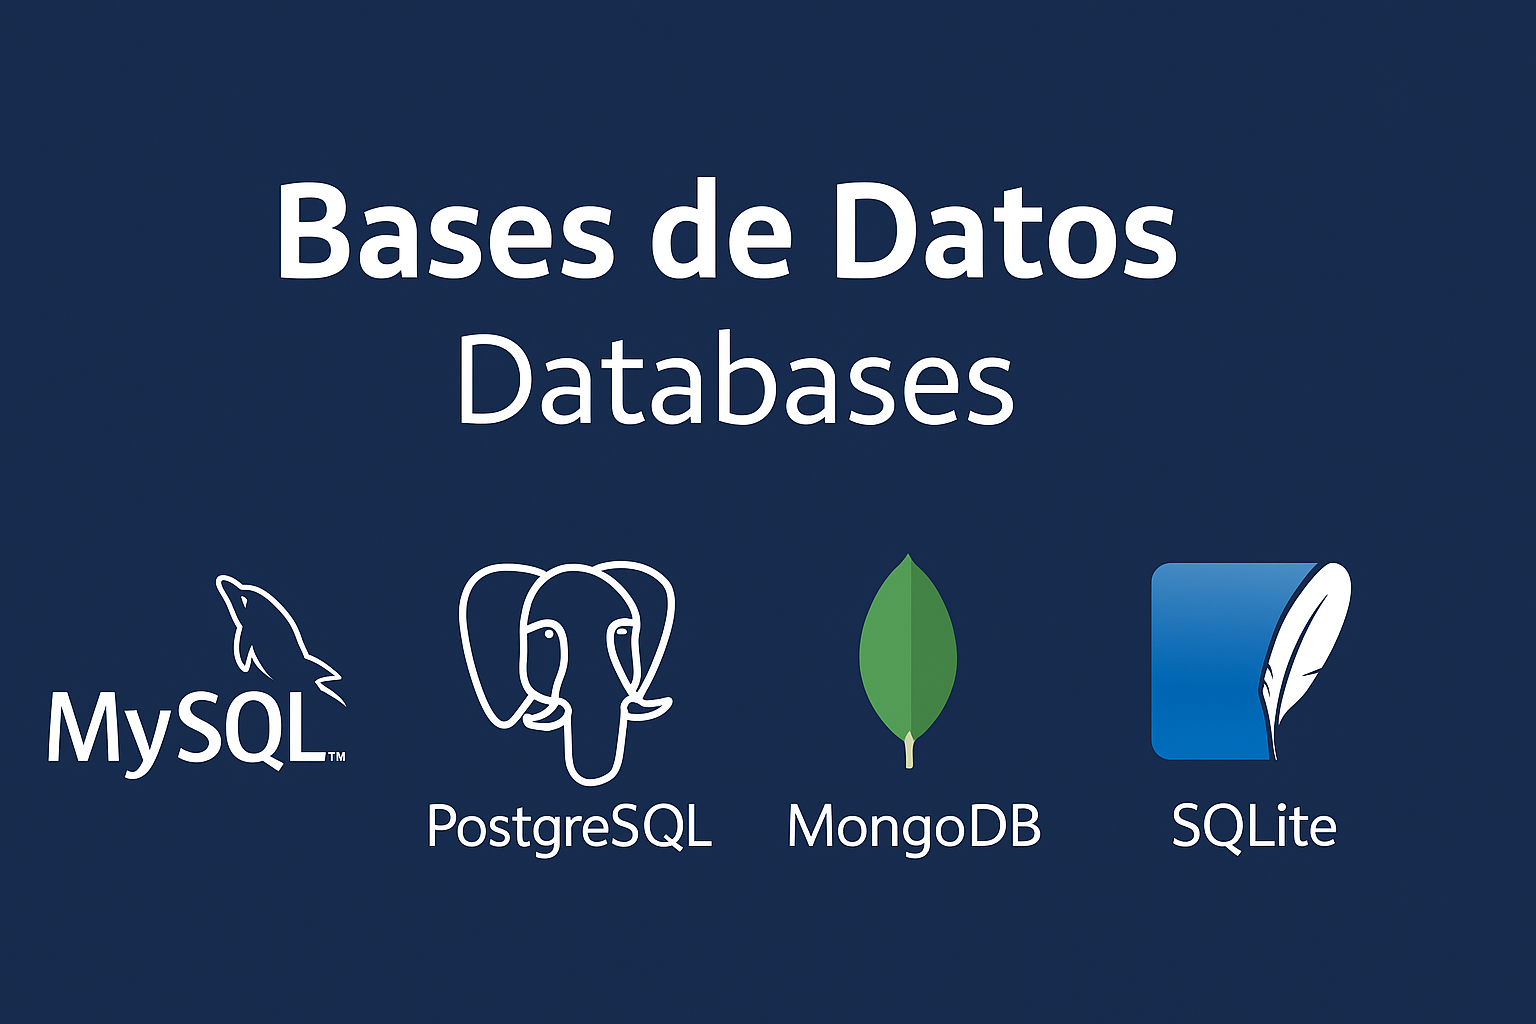 Bases de Datos
Databases
MySQL™
PostgreSQL
MongoDB
SQLite